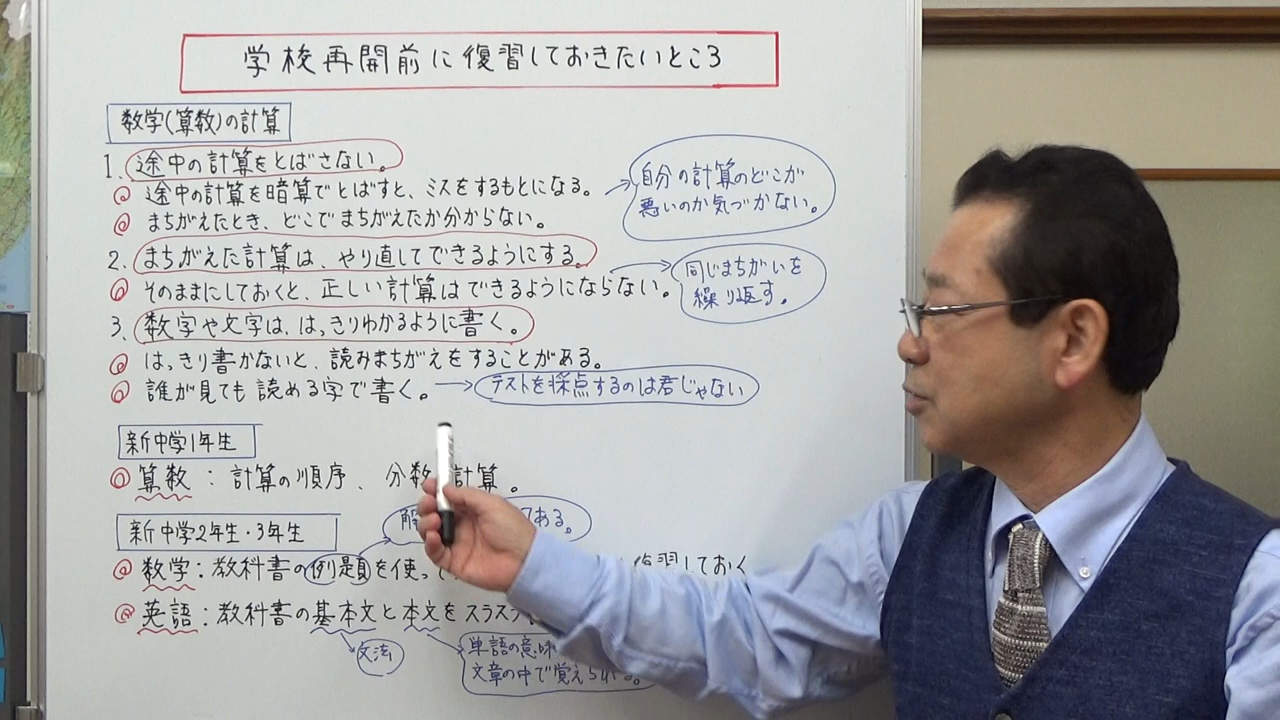 学校再開前に復習しておきたいところ
数学(算数)の計算
1. 途中の計算をとばさない。
◎ 途中の計算を暗算でとばすと、ミスをするもとになる。
◎ まちがえたとき、どこでまちがえたか分からない。
自分の計算のどこが
悪いのか気づかない。
2. まちがえた計算は、やり直してできるようにする。
◎ そのままにしておくと、正しい計算はできるようにならない。
同じまちがいを
繰り返す。
3. 数字や文字は、はっきりわかるように書く。
◎ はっきり書かないと、読みまちがえをすることがある。
◎ 誰が見ても読める字で書く。
テストを採点するのは君じゃない
新中学1年生
◎ 算数：計算の順序、分数 計算。
新中学2年生・3年生
解 ある。
◎ 数学：教科書の例題を使って 復習しておく
◎ 英語：教科書の基本文と本文をスラスラ
文法
単語の意味
文章の中で覚えられる。